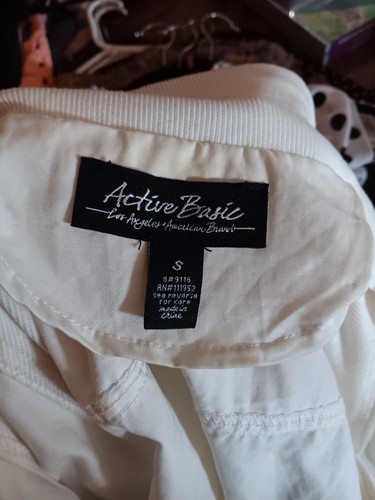 Active Basic
Los Angeles American Brand
S
S#9116
RN#111953
see reverse
for care
made in
China